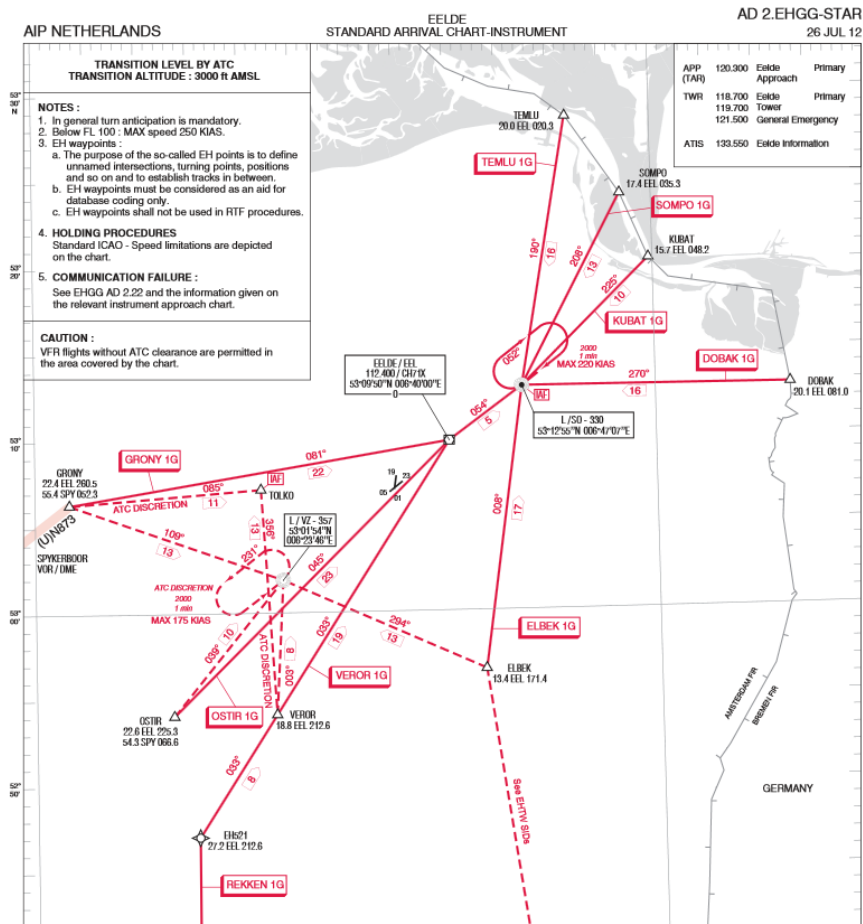 AIP NETHERLANDS
EELDE
STANDARD ARRIVAL CHART-INSTRUMENT
AD 2.EHGG-STAR
26 JUL 12
TRANSITION LEVEL BY ATC
TRANSITION ALTITUDE : 3000 ft AMSL
NOTES :
1. In general turn anticipation is mandatory.
2. Below FL 100 : MAX speed 250 KIAS.
3. EH waypoints :
a. The purpose of the so-called EH points is to define
unnamed intersections, turning points, positions
and so on and to establish tracks in between.
b. EH waypoints must be considered as an aid for
database coding only.
c. EH waypoints shall not be used in RTF procedures.
4. HOLDING PROCEDURES
Standard ICAO - Speed limitations are depicted
on the chart.
5. COMMUNICATION FAILURE :
See EHGG AD 2.22 and the information given on
the relevant instrument approach chart.
CAUTION :
VFR flights without ATC clearance are permitted in
the area covered by the chart.
APP 120.300 Eelde Primary
(TAR) Approach
TWR 118.700 Eelde Primary
119.700 Tower
121.500 General Emergency
ATIS 133.550 Eelde Information
53°
30'
N
TEMLU
20.0 EEL 020.3
TEMLU 1G
SOMPO
17.4 EEL 035.3
SOMPO 1G
KUBAT
15.7 EEL 048.2
190°
16
208°
13
225°
10
53°
20'
KUBAT 1G
052°
2000
1 min
MAX 220 KIAS
DOBAK 1G
EELDE / EEL
112.400 / CH71X
53°09'50"N 006°40'00"E
0
270°
16
DOBAK
20.1 EEL 081.0
IAF
054°
5
L / SO - 330
53°12'55"N 006°47'07"E
53°
10'
GRONY 1G
081°
22
GRONY
22.4 EEL 260.5
55.4 SPY 052.3
085°
11
IAF
TOLKO
ATC DISCRETION
19
23
05
01
008°
17
(U)N873
SPYKERBOOR
VOR / DME
109°
13
356°
13
L / VZ - 357
53°01'54"N
006°23'46"E
231°
045°
23
ATC DISCRETION
2000
1 min
MAX 175 KIAS
53°
00'
039°
10
ATC DISCRETION
003°
8
033°
19
294°
13
ELBEK 1G
VEROR 1G
ELBEK
13.4 EEL 171.4
OSTIR 1G
OSTIR
22.6 EEL 225.3
54.3 SPY 066.6
VEROR
18.8 EEL 212.6
AMSTERDAM FIR
BREMEN FIR
033°
8
52°
50'
See EHTW SIDs
GERMANY
EH521
27.2 EEL 212.6
REKKEN 1G